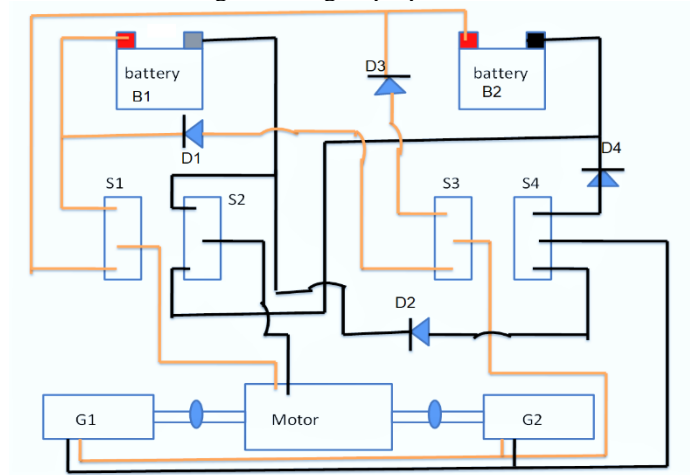 D3
battery
B1
battery
B2
D1
D4
S1
S2
S3
S4
D2
G1
Motor
G2